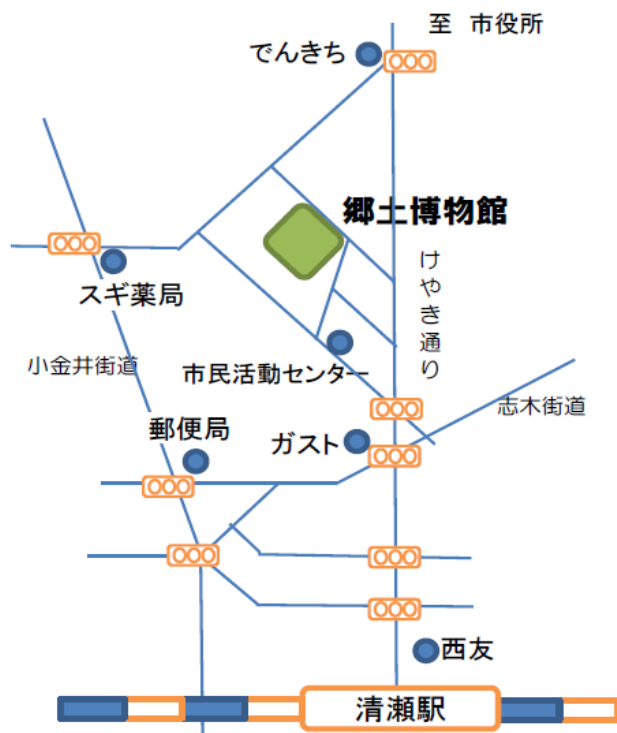 至 市役所
でんきち
郷土博物館
けやき通り
スギ薬局
市民活動センター
小金井街道
志木街道
郵便局
ガスト
西友
清瀬駅